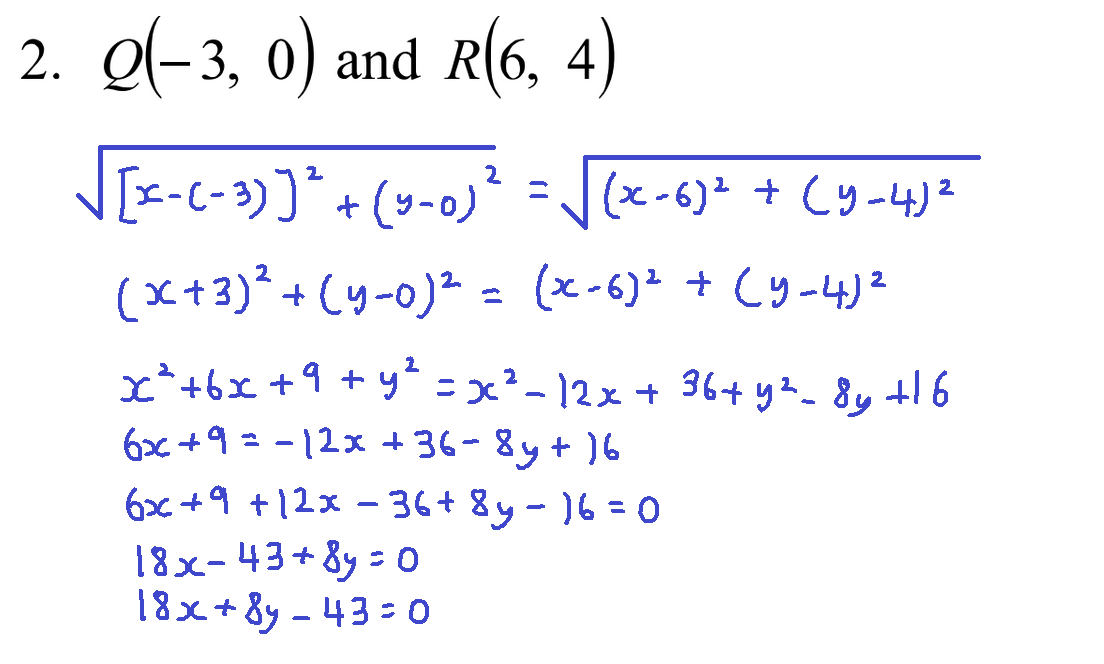 2. Q(−3, 0) and R(6, 4)
√([x-(-3)]² + (y-0)²) = √((x-6)² + (y-4)²)
(x+3)² + (y-0)² = (x-6)² + (y-4)²
x² + 6x + 9 + y² = x² - 12x + 36 + y² - 8y + 16
6x + 9 = -12x + 36 - 8y + 16
6x + 9 + 12x - 36 + 8y - 16 = 0
18x - 43 + 8y = 0
18x + 8y - 43 = 0